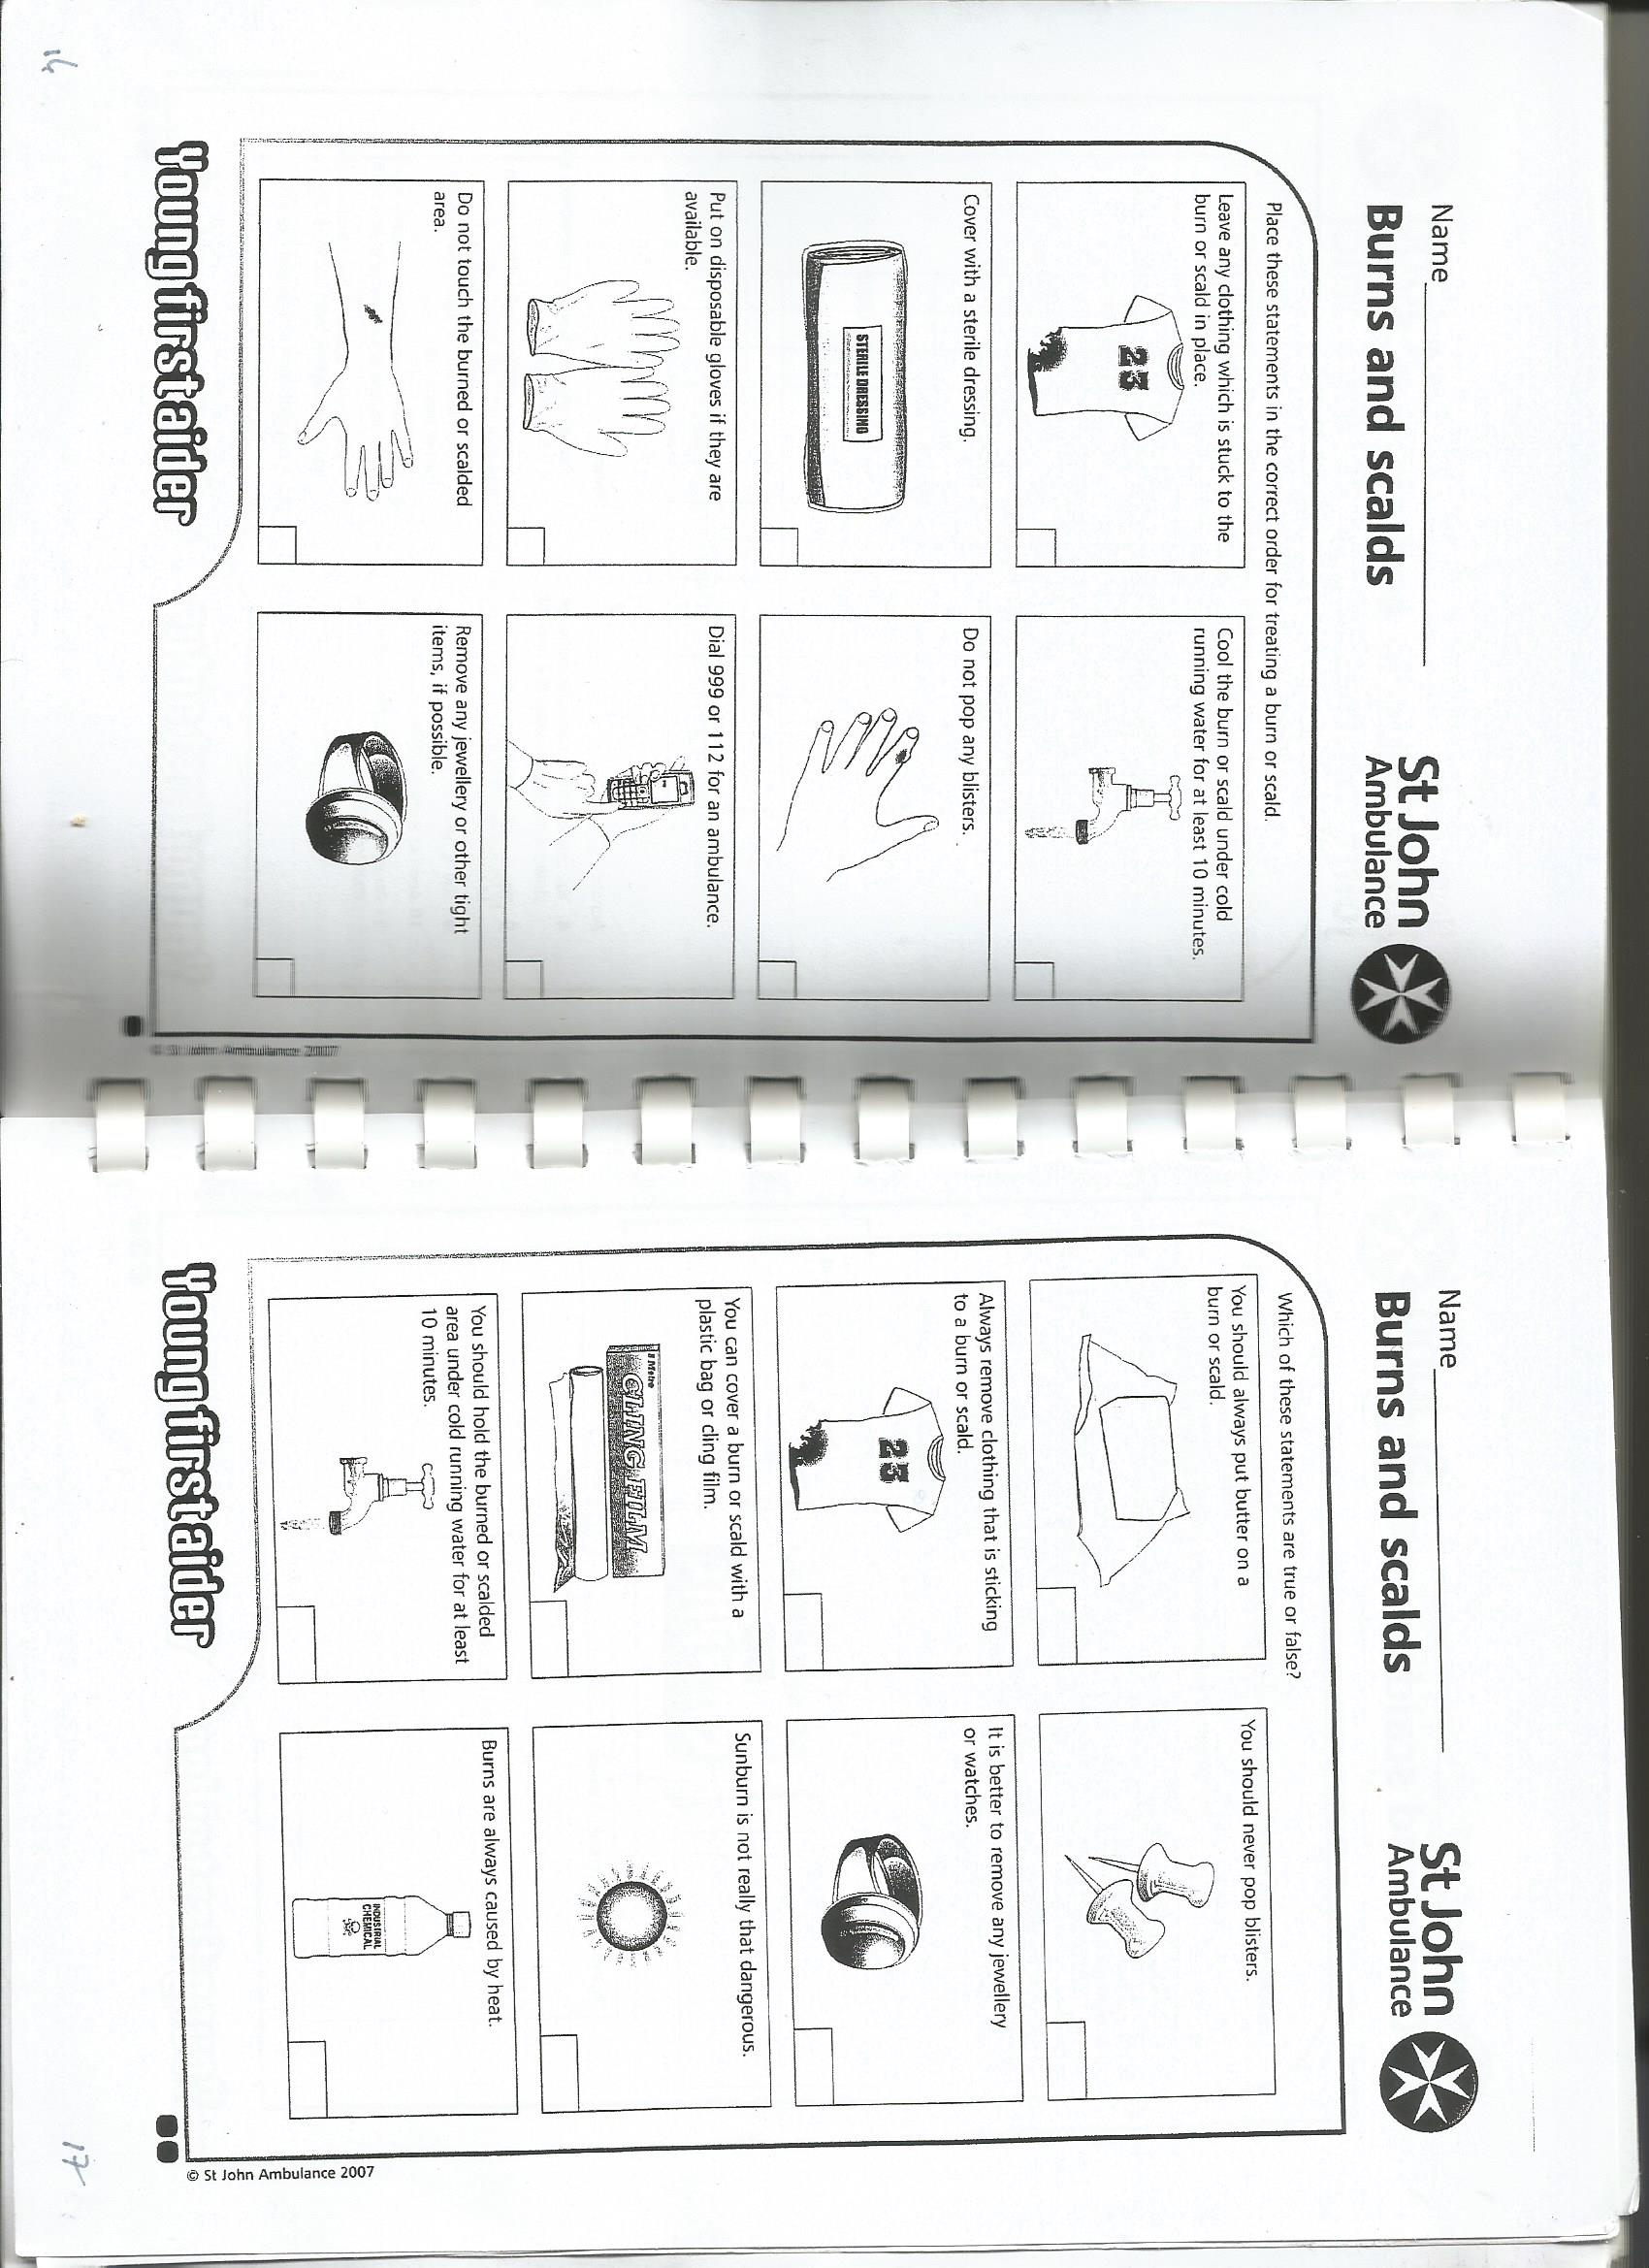 Name
Burns and scalds
St John
Ambulance
Place these statements in the correct order for treating a burn or scald.
Leave any clothing which is stuck to the
burn or scald in place.
23
Cool the burn or scald under cold
running water for at least 10 minutes.
Cover with a sterile dressing.
STERILE DRESSING
Do not pop any blisters.
Put on disposable gloves if they are
available.
Dial 999 or 112 for an ambulance.
Do not touch the burned or scalded
area.
Remove any jewellery or other tight
items, if possible.
Young first aider
© St John Ambulance 2007
Name
Burns and scalds
St John
Ambulance
Which of these statements are true or false?
You should always put butter on a
burn or scald.
You should never pop blisters.
Always remove clothing that is sticking
to a burn or scald.
23
It is better to remove any jewellery
or watches.
You can cover a burn or scald with a
plastic bag or cling film.
CLING FILM
Sunburn is not really that dangerous.
You should hold the burned or scalded
area under cold running water for at least
10 minutes.
Burns are always caused by heat.
INDUSTRIAL
CHEMICAL
Young first aider
© St John Ambulance 2007
17